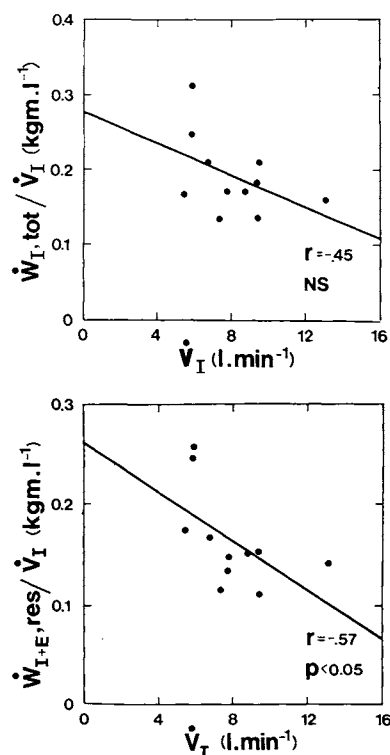 0.4
0.3
0.2
0.1
0
Ẇ_I,tot / V̇_I (kgm.l⁻¹)
r=-.45
NS
0 4 8 12 16
V̇_I (l.min⁻¹)
0.3
0.2
0.1
0
Ẇ_I+E,res / V̇_I (kgm.l⁻¹)
r=-.57
p<0.05
0 4 8 12 16
V̇_I (l.min⁻¹)